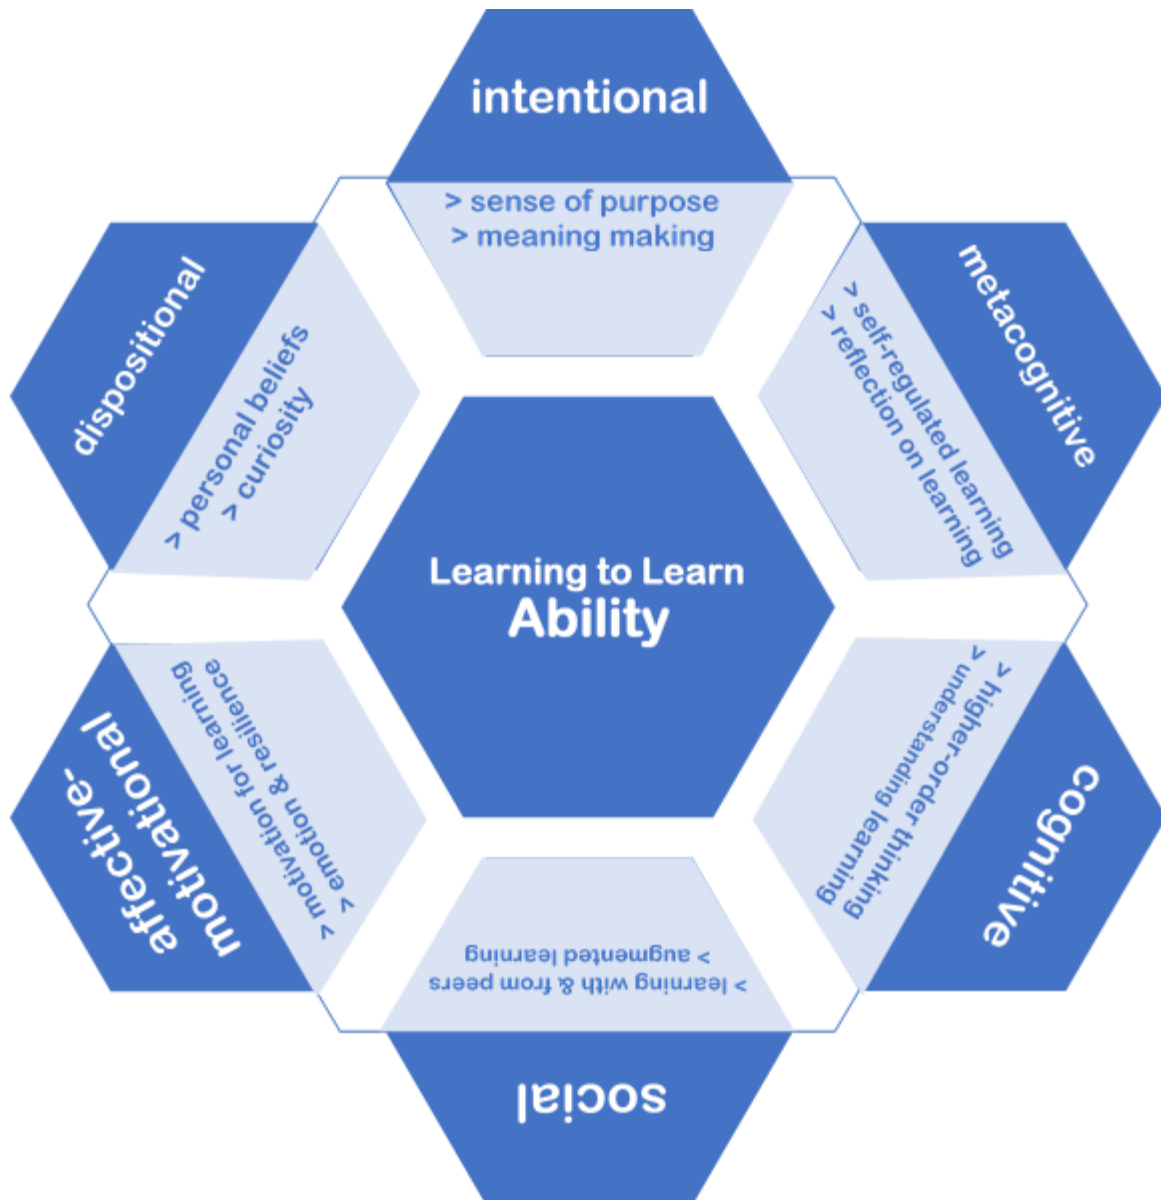 intentional
> sense of purpose
> meaning making
metacognitive
> self-regulated learning
> reflection on learning
cognitive
> higher-order thinking
> understanding learning
social
> learning with & from peers
> augmented learning
affective-
motivational
> motivation for learning
> emotion & resilience
dispositional
> personal beliefs
> curiosity
Learning to Learn
Ability